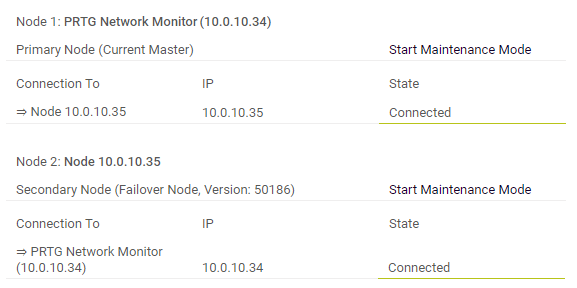 Node 1: PRTG Network Monitor (10.0.10.34)
Primary Node (Current Master) Start Maintenance Mode
Connection To IP State
⇒ Node 10.0.10.35 10.0.10.35 Connected
Node 2: Node 10.0.10.35
Secondary Node (Failover Node, Version: 50186) Start Maintenance Mode
Connection To IP State
⇒ PRTG Network Monitor
(10.0.10.34) 10.0.10.34 Connected